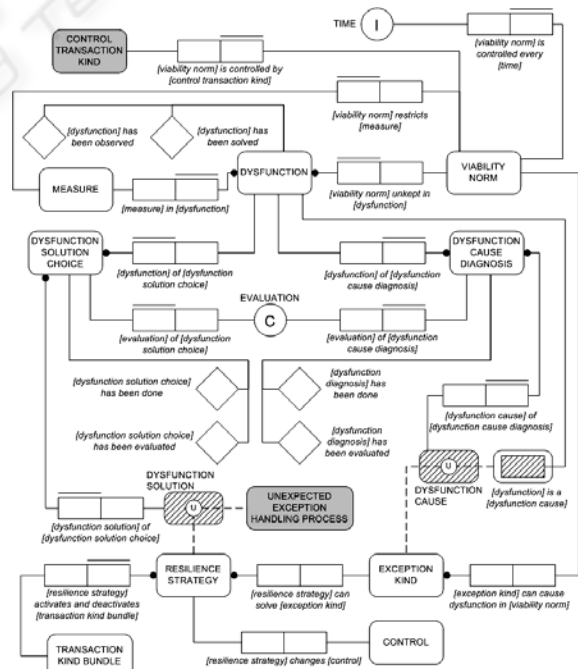 TIME
I
CONTROL
TRANSACTION
KIND
[viability norm] is controlled by
[control transaction kind]
[viability norm] is
controlled every
[time]
[dysfunction] has
been observed
[dysfunction] has
been solved
[viability norm] restricts
[measure]
MEASURE
[measure] in [dysfunction]
DYSFUNCTION
[viability norm] unkept in
[dysfunction]
VIABILITY
NORM
DYSFUNCTION
SOLUTION
CHOICE
[dysfunction] of [dysfunction
solution choice]
[dysfunction] of [dysfunction
cause diagnosis]
DYSFUNCTION
CAUSE
DIAGNOSIS
EVALUATION
C
[evaluation] of [dysfunction
solution choice]
[evaluation] of [dysfunction
cause diagnosis]
[dysfunction solution choice]
has been done
[dysfunction
diagnosis] has
been done
[dysfunction solution
choice] has been evaluated
[dysfunction
diagnosis] has
been evaluated
[dysfunction cause] of
[dysfunction cause diagnosis]
DYSFUNCTION
SOLUTION
U
UNEXPECTED
EXCEPTION
HANDLING PROCESS
U
DYSFUNCTION
CAUSE
[dysfunction] is a
[dysfunction cause]
[dysfunction solution] of
[dysfunction solution choice]
RESILIENCE
STRATEGY
EXCEPTION
KIND
[resilience strategy]
activates and deactivates
[transaction kind bundle]
[resilience strategy] can
solve [exception kind]
[exception kind] can cause
dysfunction in [viability norm]
TRANSACTION
KIND BUNDLE
[resilience strategy] changes [control]
CONTROL